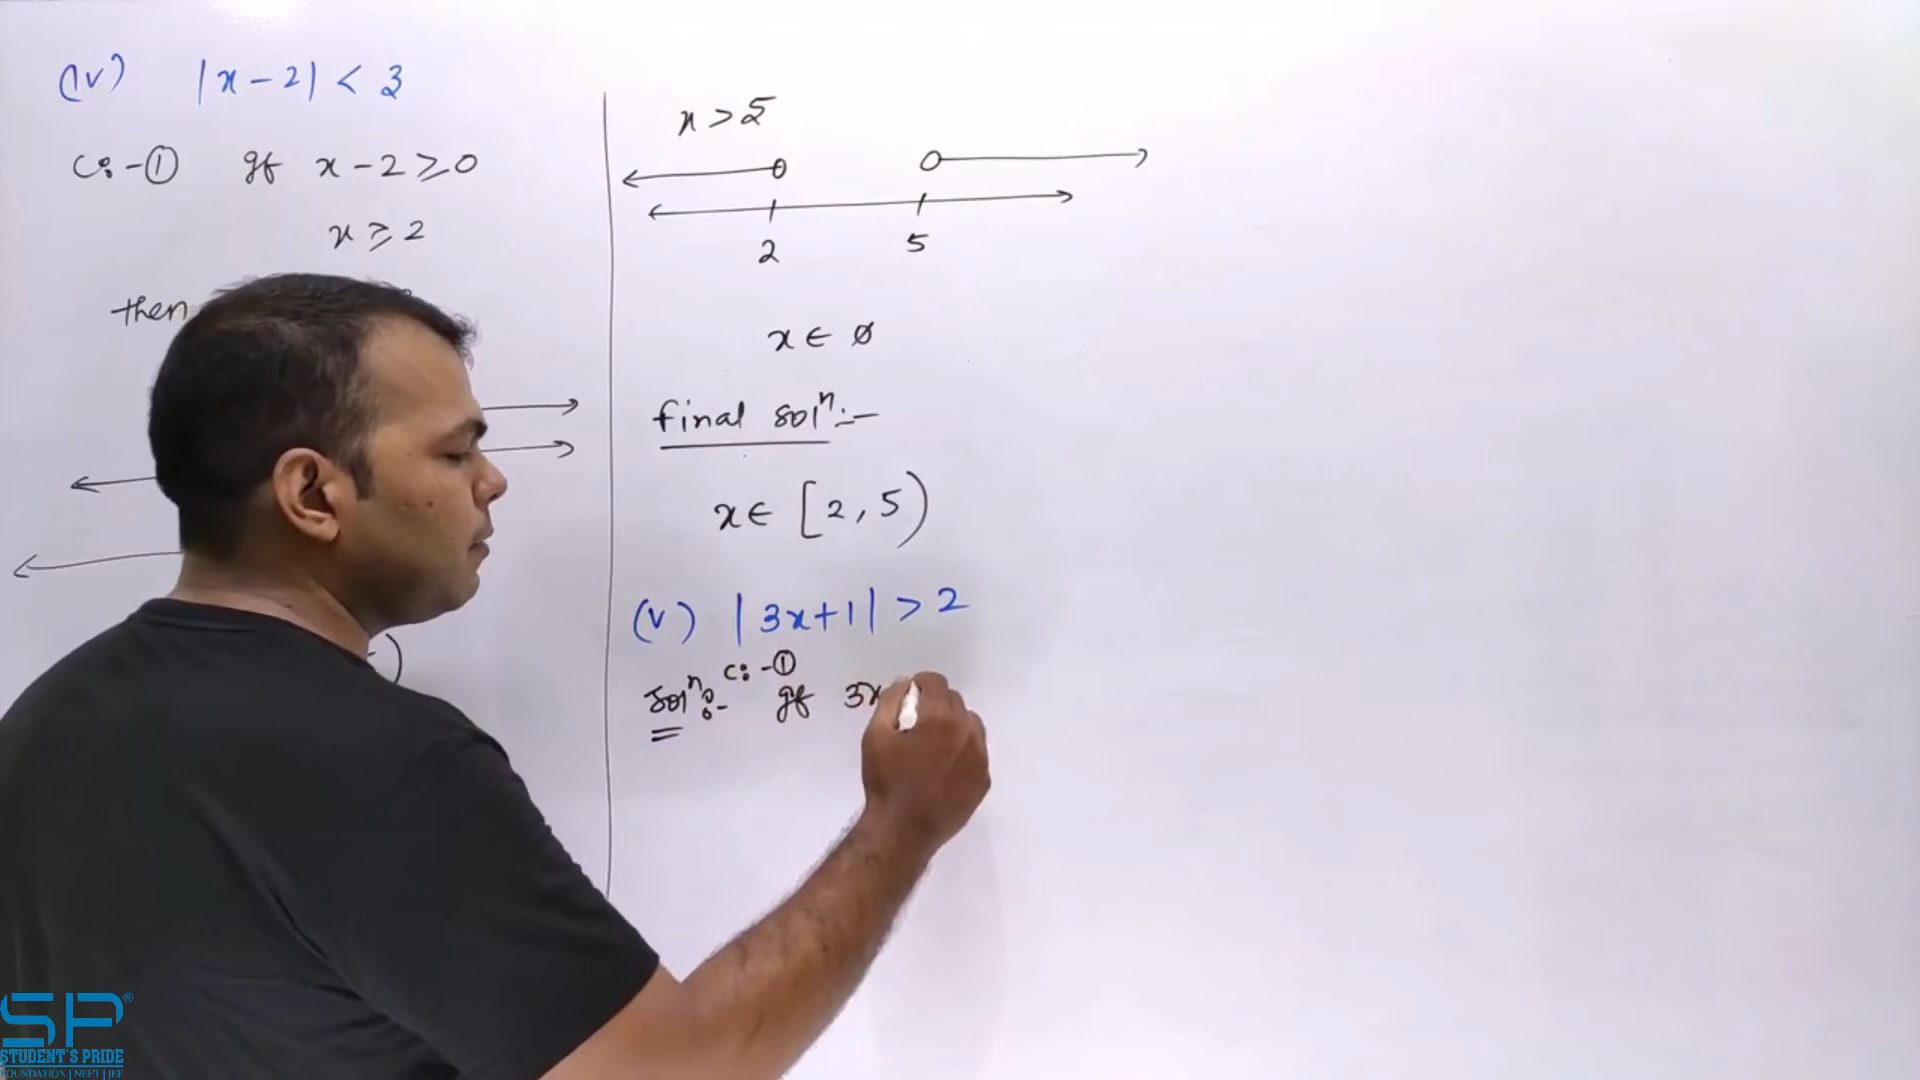 (iv) |x-2| < 3
C:-① If x-2 ≥ 0
x ≥ 2
then
x > 5
2 5
x ∈ ∅
final solⁿ:-
x ∈ [2, 5)
(v) |3x+1| > 2
C:-①
Solⁿ:- If 3x
SP®
STUDENT'S PRIDE
FOUNDATION | NEET | JEE